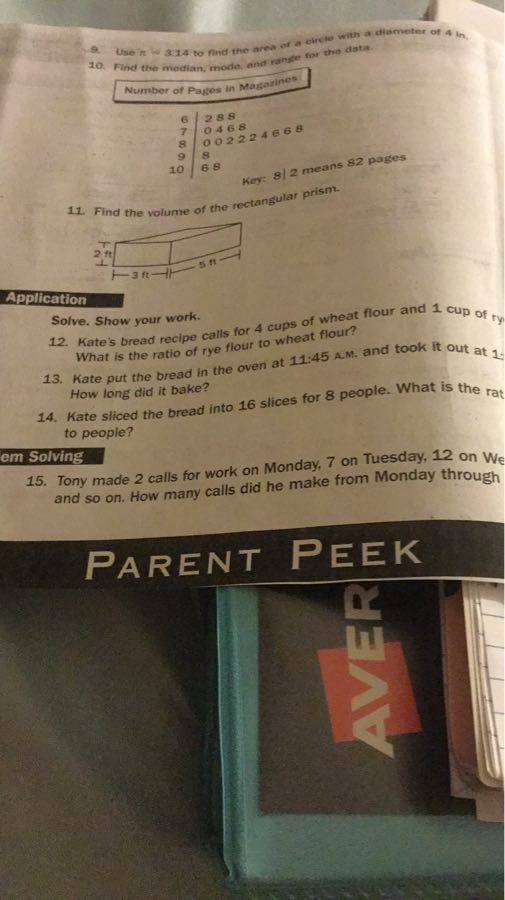 9. Use π = 3.14 to find the area of a circle with a diameter of 4 in.
10. Find the median, mode, and range for the data.
Number of Pages in Magazines
6 | 2 8 8
7 | 0 4 6 8
8 | 0 0 2 2 2 4 6 6 8
9 | 8
10 | 6 8
Key: 8| 2 means 82 pages
11. Find the volume of the rectangular prism.
2 ft
3 ft
5 ft
Application
Solve. Show your work.
12. Kate's bread recipe calls for 4 cups of wheat flour and 1 cup of ry
What is the ratio of rye flour to wheat flour?
13. Kate put the bread in the oven at 11:45 A.M. and took it out at 1:
How long did it bake?
14. Kate sliced the bread into 16 slices for 8 people. What is the rat
to people?
em Solving
15. Tony made 2 calls for work on Monday, 7 on Tuesday, 12 on We
and so on. How many calls did he make from Monday through
PARENT PEEK
AVER